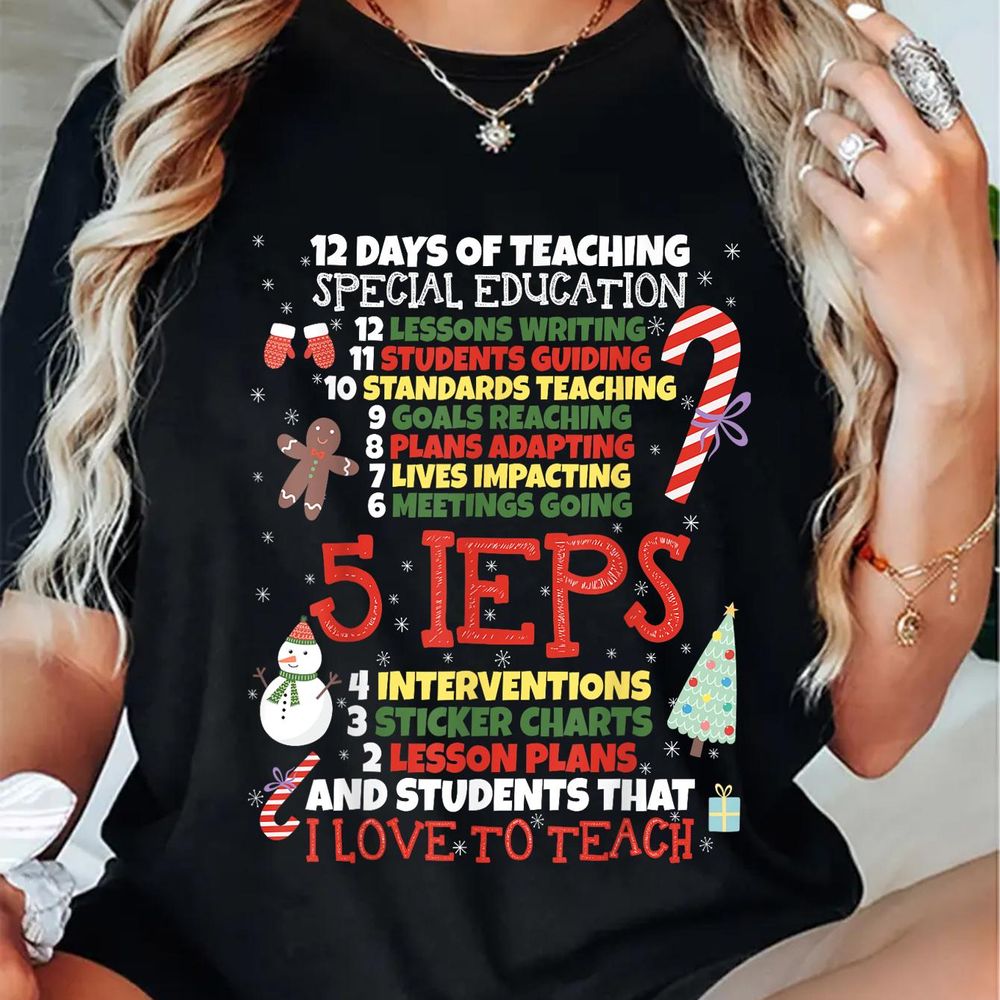 12 DAYS OF TEACHING
SPECIAL EDUCATION
12 LESSONS WRITING
11 STUDENTS GUIDING
10 STANDARDS TEACHING
9 GOALS REACHING
8 PLANS ADAPTING
7 LIVES IMPACTING
6 MEETINGS GOING
5 IEPS
4 INTERVENTIONS
3 STICKER CHARTS
2 LESSON PLANS
AND STUDENTS THAT
I LOVE TO TEACH